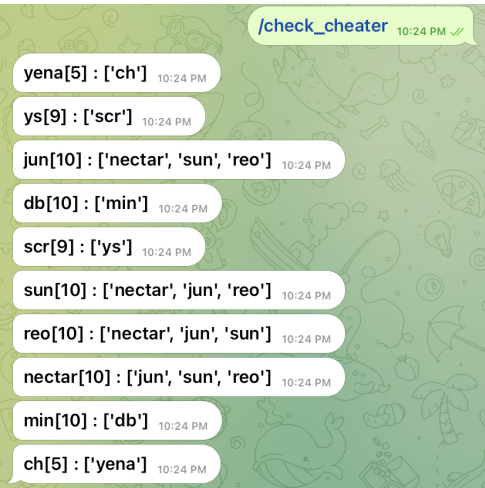 /check_cheater 10:24 PM
yena[5] : ['ch'] 10:24 PM
ys[9] : ['scr'] 10:24 PM
jun[10] : ['nectar', 'sun', 'reo'] 10:24 PM
db[10] : ['min'] 10:24 PM
scr[9] : ['ys'] 10:24 PM
sun[10] : ['nectar', 'jun', 'reo'] 10:24 PM
reo[10] : ['nectar', 'jun', 'sun'] 10:24 PM
nectar[10] : ['jun', 'sun', 'reo'] 10:24 PM
min[10] : ['db'] 10:24 PM
ch[5] : ['yena'] 10:24 PM